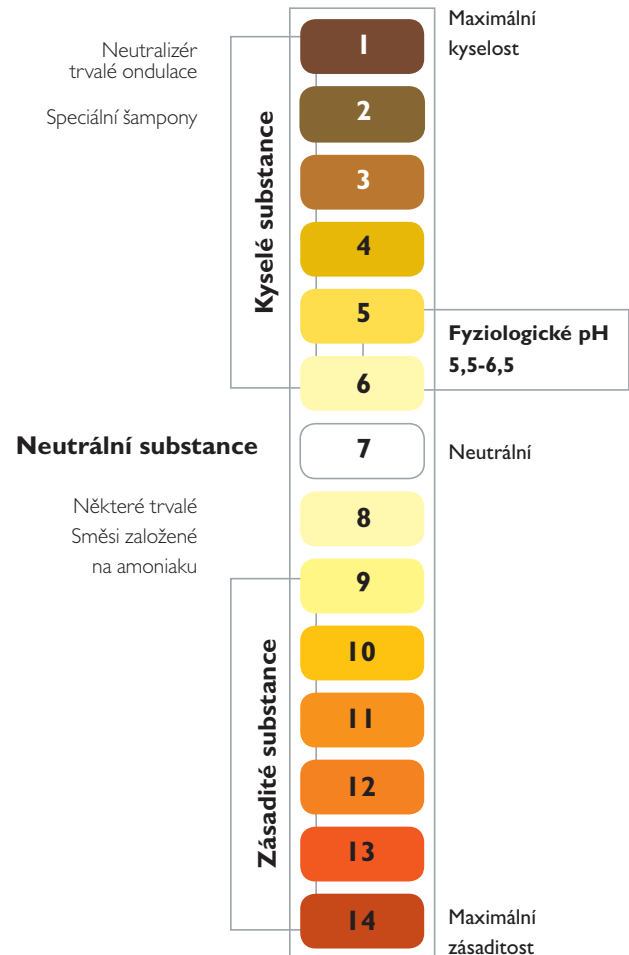 Maximální
kyselost
1
Neutralizér
trvalé ondulace
2
Speciální šampony
3
Kyselé substance
4
5
Fyziologické pH
5,5-6,5
6
Neutrální substance
7
Neutrální
Některé trvalé
Směsi založené
na amoniaku
8
9
10
11
Zásadité substance
12
13
14
Maximální
zásaditost